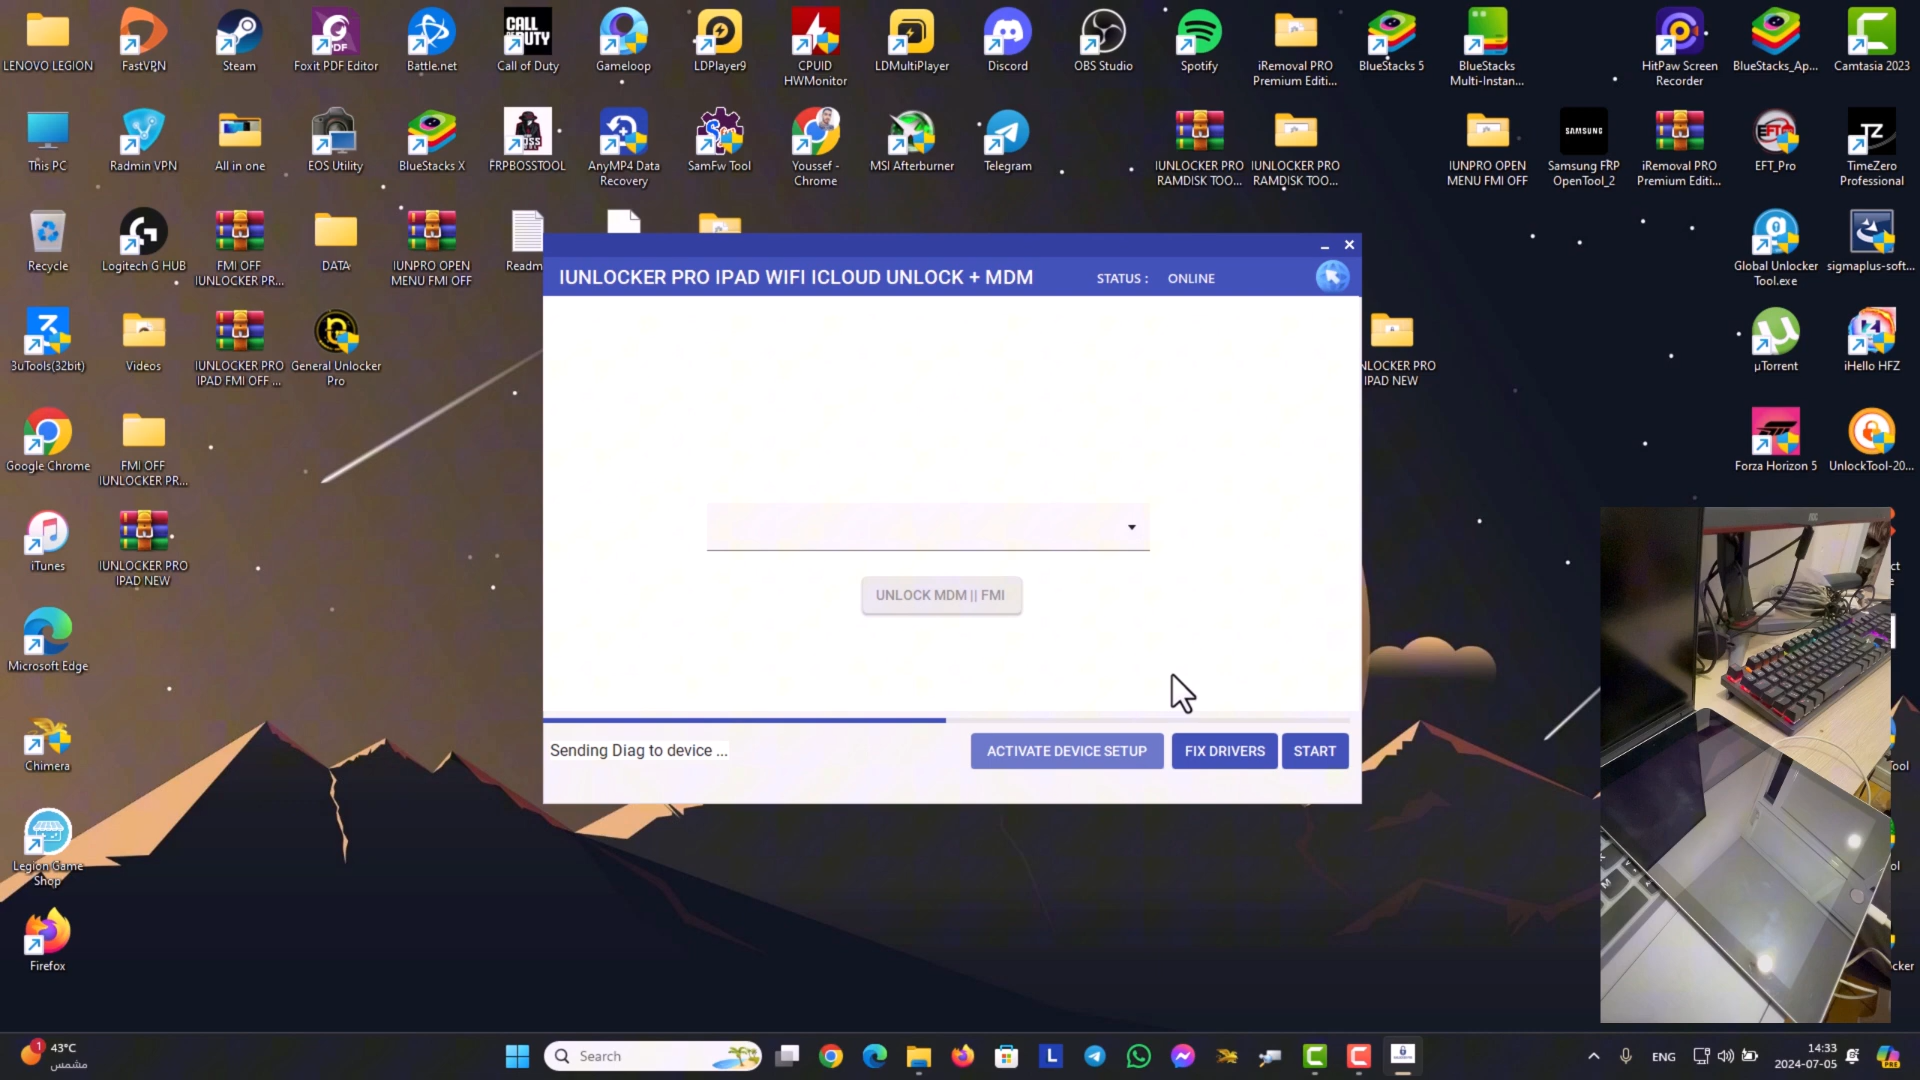 LENOVO LEGION
FastVPN
Steam
Foxit PDF Editor
Battle.net
Call of Duty
Gameloop
LDPlayer9
CPUID
HWMonitor
LDMultiPlayer
Discord
OBS Studio
Spotify
iRemoval PRO
Premium Editi...
BlueStacks 5
BlueStacks
Multi-Instan...
HitPaw Screen
Recorder
BlueStacks_Ap...
Camtasia 2023
This PC
Radmin VPN
All in one
EOS Utility
BlueStacks X
FRPBOSSTOOL
AnyMP4 Data
Recovery
SamFw Tool
Youssef -
Chrome
MSI Afterburner
Telegram
IUNLOCKER PRO
RAMDISK TOO...
IUNLOCKER PRO
RAMDISK TOO...
IUNPRO OPEN
MENU FMI OFF
SAMSUNG
Samsung FRP
OpenTool_2
iRemoval PRO
Premium Editi...
EFT_Pro
TimeZero
Professional
Recycle
Logitech G HUB
FMI OFF
IUNLOCKER PR...
DATA
IUNPRO OPEN
MENU FMI OFF
Readm
Global Unlocker
Tool.exe
sigmaplus-soft...
IUNLOCKER PRO IPAD WIFI ICLOUD UNLOCK + MDM
STATUS :
ONLINE
3uTools(32bit)
Videos
IUNLOCKER PRO
IPAD FMI OFF ...
General Unlocker
Pro
NLOCKER PRO
IPAD NEW
µTorrent
iHello HFZ
Google Chrome
FMI OFF
IUNLOCKER PR...
Forza Horizon 5
UnlockTool-20...
iTunes
IUNLOCKER PRO
IPAD NEW
UNLOCK MDM || FMI
Microsoft Edge
Chimera
Sending Diag to device ...
ACTIVATE DEVICE SETUP
FIX DRIVERS
START
Legion Game
Shop
Firefox
43°C
مشمس
Search
ENG
14:33
2024-07-05